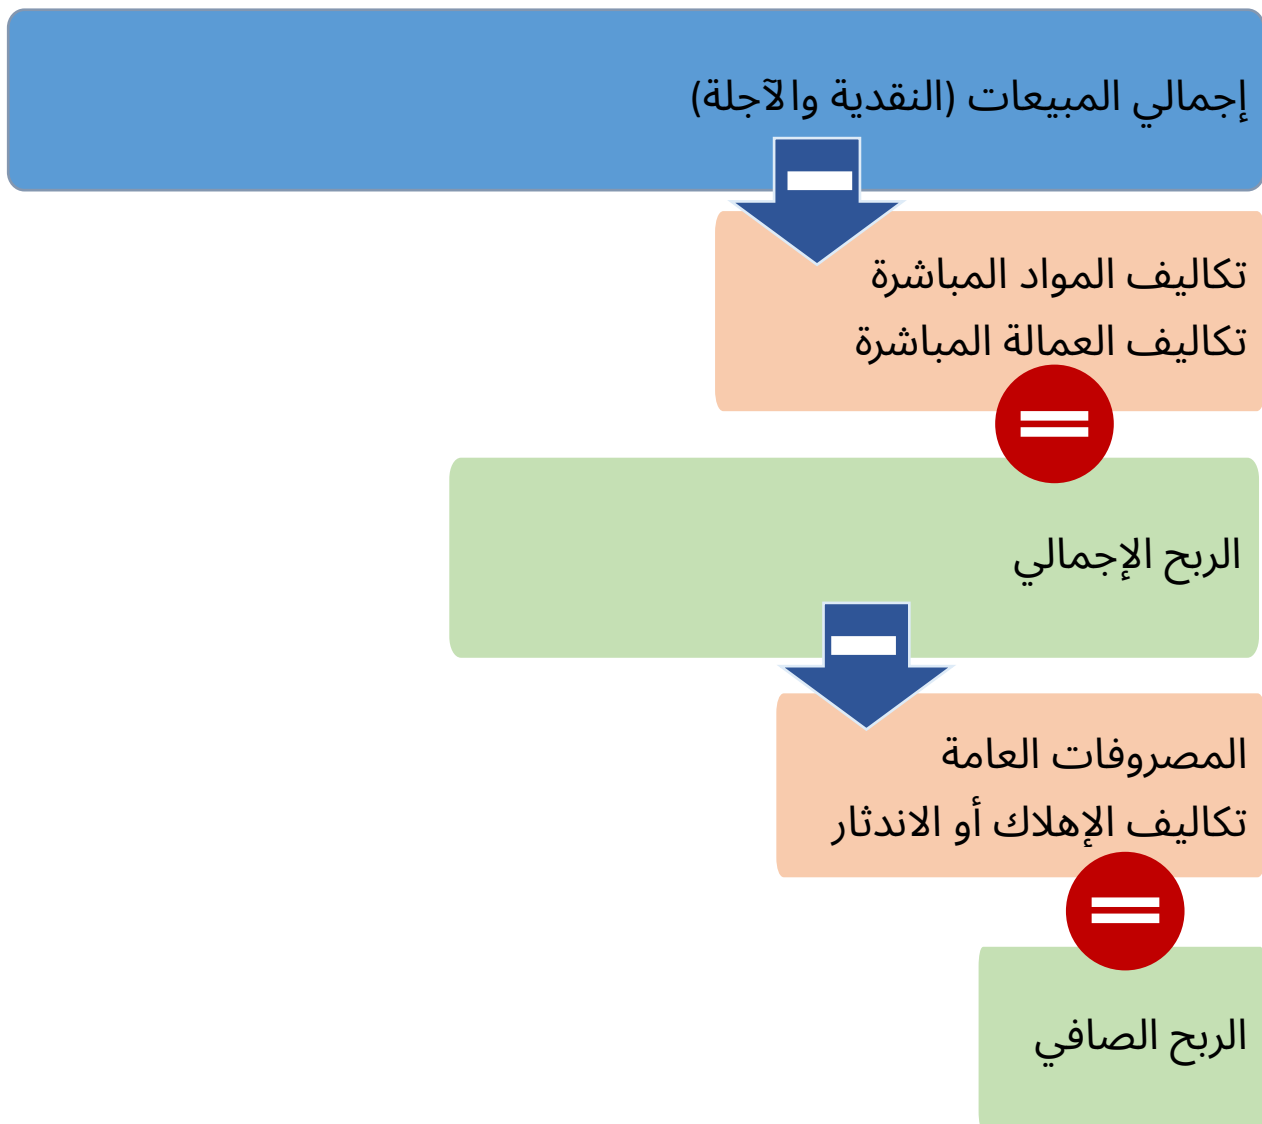 إجمالي المبيعات (النقدية والآجلة)
تكاليف المواد المباشرة
تكاليف العمالة المباشرة
الربح الإجمالي
المصروفات العامة
تكاليف الإهلاك أو الاندثار
الربح الصافي